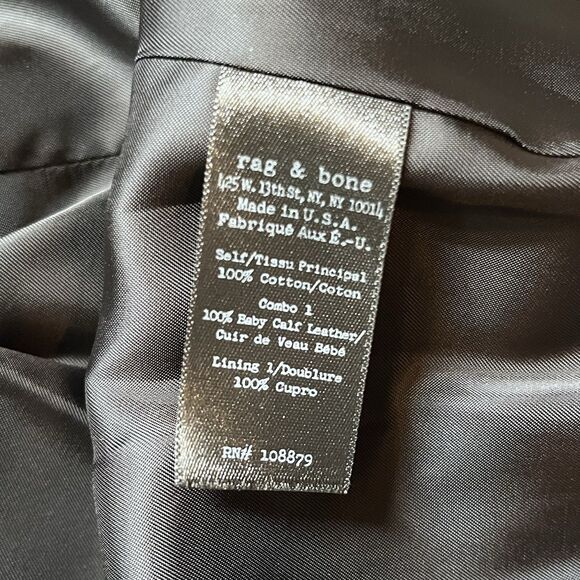 rag & bone
425 W. 13th St, NY, NY 10014
Made in U.S.A.
Fabriqué Aux É.-U.
Self/Tissu Principal
100% Cotton/Coton
Combo 1
100% Baby Calf Leather/
Cuir de Veau Bébé
Lining 1/Doublure
100% Cupro
RN# 108879